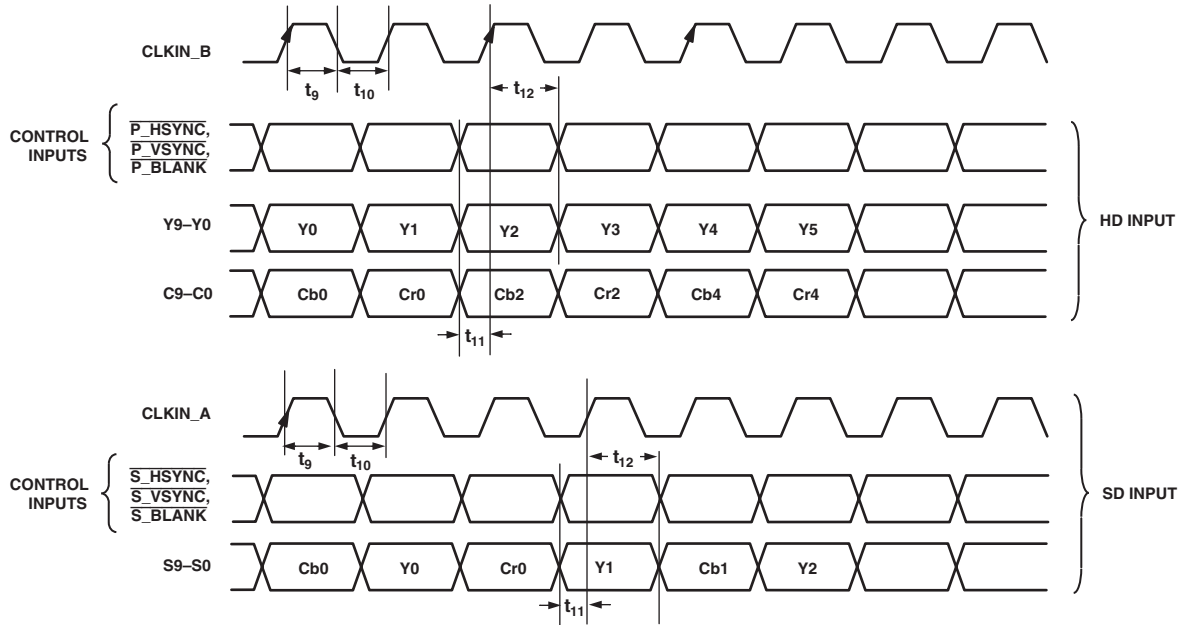 CLKIN_B
t9 t10 t12
CONTROL INPUTS
P_HSYNC,
P_VSYNC,
P_BLANK
Y9–Y0 Y0 Y1 Y2 Y3 Y4 Y5
HD INPUT
C9–C0 Cb0 Cr0 Cb2 Cr2 Cb4 Cr4
t11
CLKIN_A
t9 t10 t12
CONTROL INPUTS
S_HSYNC,
S_VSYNC,
S_BLANK
SD INPUT
S9–S0 Cb0 Y0 Cr0 Y1 Cb1 Y2
t11